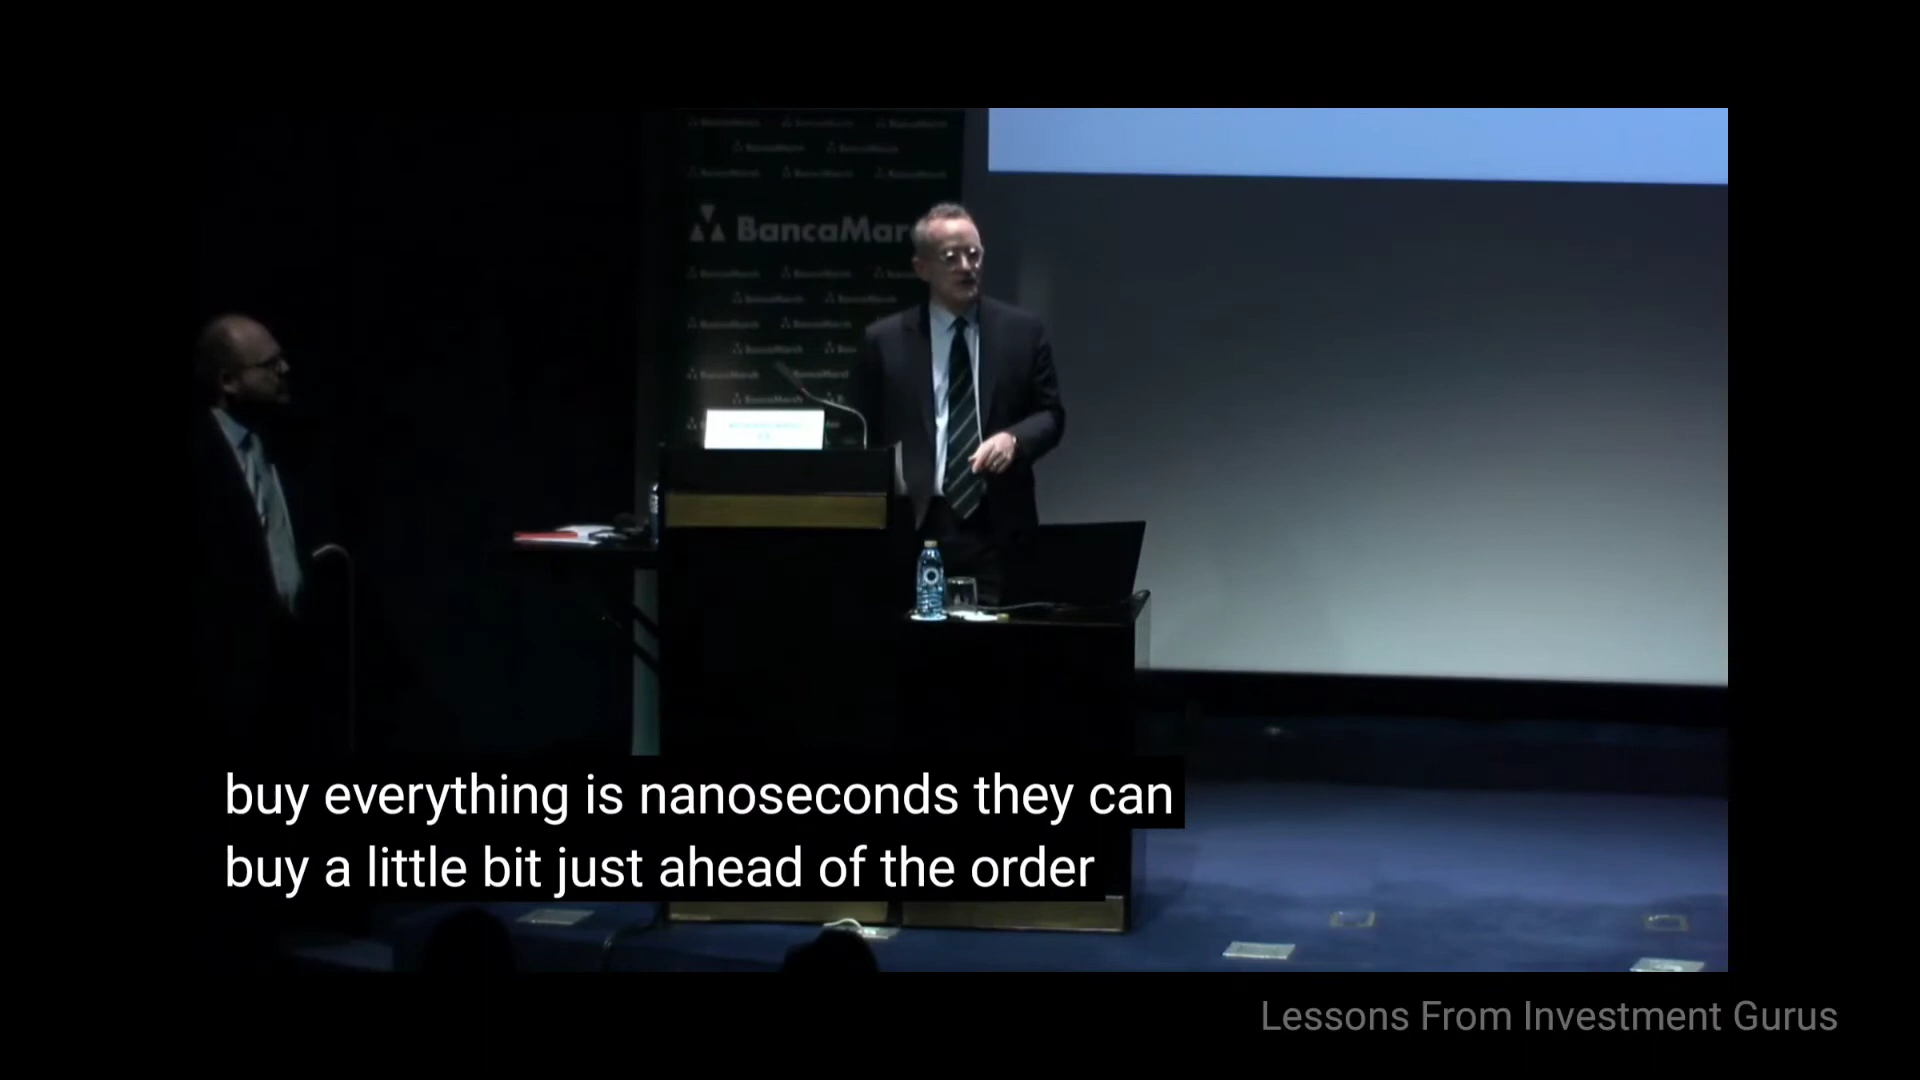 BancaMar
buy everything is nanoseconds they can
buy a little bit just ahead of the order
Lessons From Investment Gurus